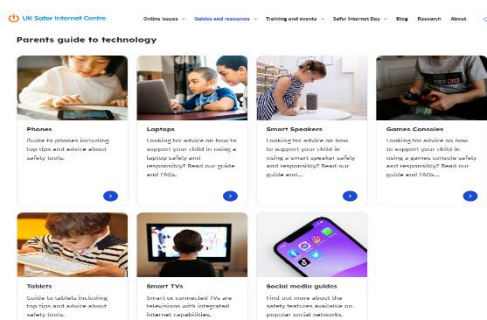 UK Safer Internet Centre
Online Issues Guides and resources Training and events Safer Internet Day Blog Research About
Parents guide to technology
Phones
Guide to phones including
top tips and advice about
safety tools.
Laptops
Looking for advice on how to
support your child in using a
laptop safety and
responsibly? Read our guide
and FAQs.
Smart Speakers
Looking for advice on how
to support your child in
using a smart speaker safely
and responsibly? Read our
guide and...
Games Consoles
Looking for advice on how
to support your child in
using a games console safely
and responsibly? Read our
guide and FAQs...
Tablets
Guide to tablets including
top tips and advice about
safety tools.
Smart TVs
Smart or connected TVs are
televisions with integrated
internet capabilities.
Social media guides
Find out more about the
safety features available on
popular social networks.